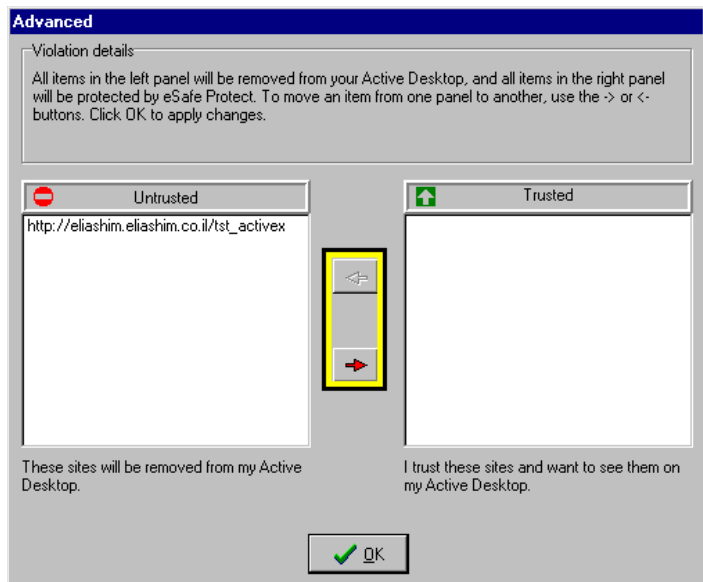 Advanced
Violation details
All items in the left panel will be removed from your Active Desktop, and all items in the right panel
will be protected by eSafe Protect. To move an item from one panel to another, use the -> or <-
buttons. Click OK to apply changes.
Untrusted
Trusted
http://eliashim.eliashim.co.il/tst_activex
These sites will be removed from my Active
Desktop.
I trust these sites and want to see them on
my Active Desktop.
OK